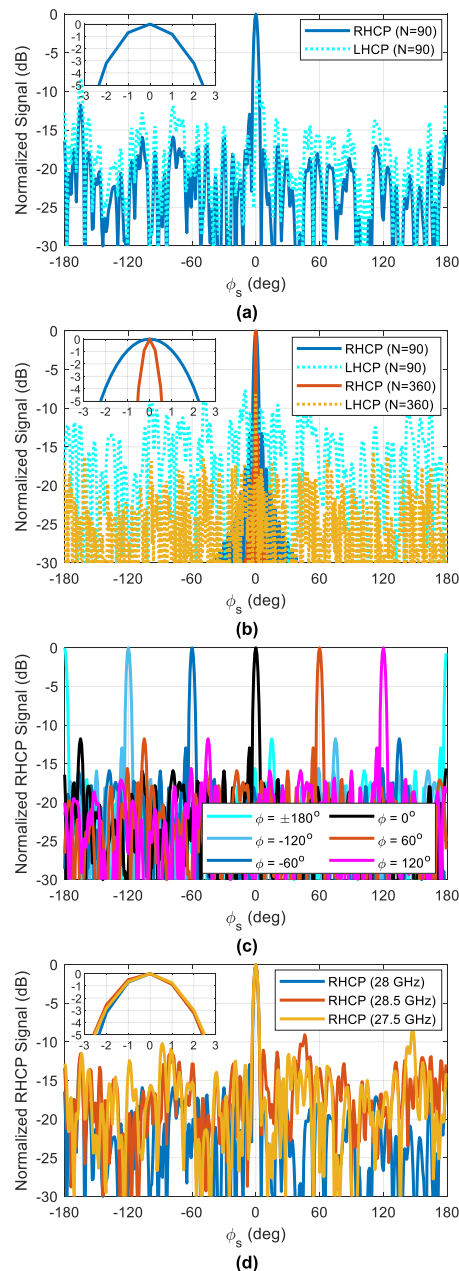 Normalized Signal (dB)
0
-5
-10
-15
-20
-25
-30
0
-1
-2
-3
-4
-5
3 -2 -1 0 1 2 3
RHCP (N=90)
LHCP (N=90)
-180 -120 -60 0 60 120 180
ϕs (deg)
(a)
Normalized Signal (dB)
0
-5
-10
-15
-20
-25
-30
0
-1
-2
-3
-4
-5
3 -2 -1 0 1 2 3
RHCP (N=90)
LHCP (N=90)
RHCP (N=360)
LHCP (N=360)
-180 -120 -60 0 60 120 180
ϕs (deg)
(b)
Normalized RHCP Signal (dB)
0
-5
-10
-15
-20
-25
-30
ϕ = ±180° ϕ = 0°
ϕ = -120° ϕ = 60°
ϕ = -60° ϕ = 120°
-180 -120 -60 0 60 120 180
ϕs (deg)
(c)
Normalized RHCP Signal (dB)
0
-5
-10
-15
-20
-25
-30
0
-1
-2
-3
-4
-5
3 -2 -1 0 1 2 3
RHCP (28 GHz)
RHCP (28.5 GHz)
RHCP (27.5 GHz)
-180 -120 -60 0 60 120 180
ϕs (deg)
(d)